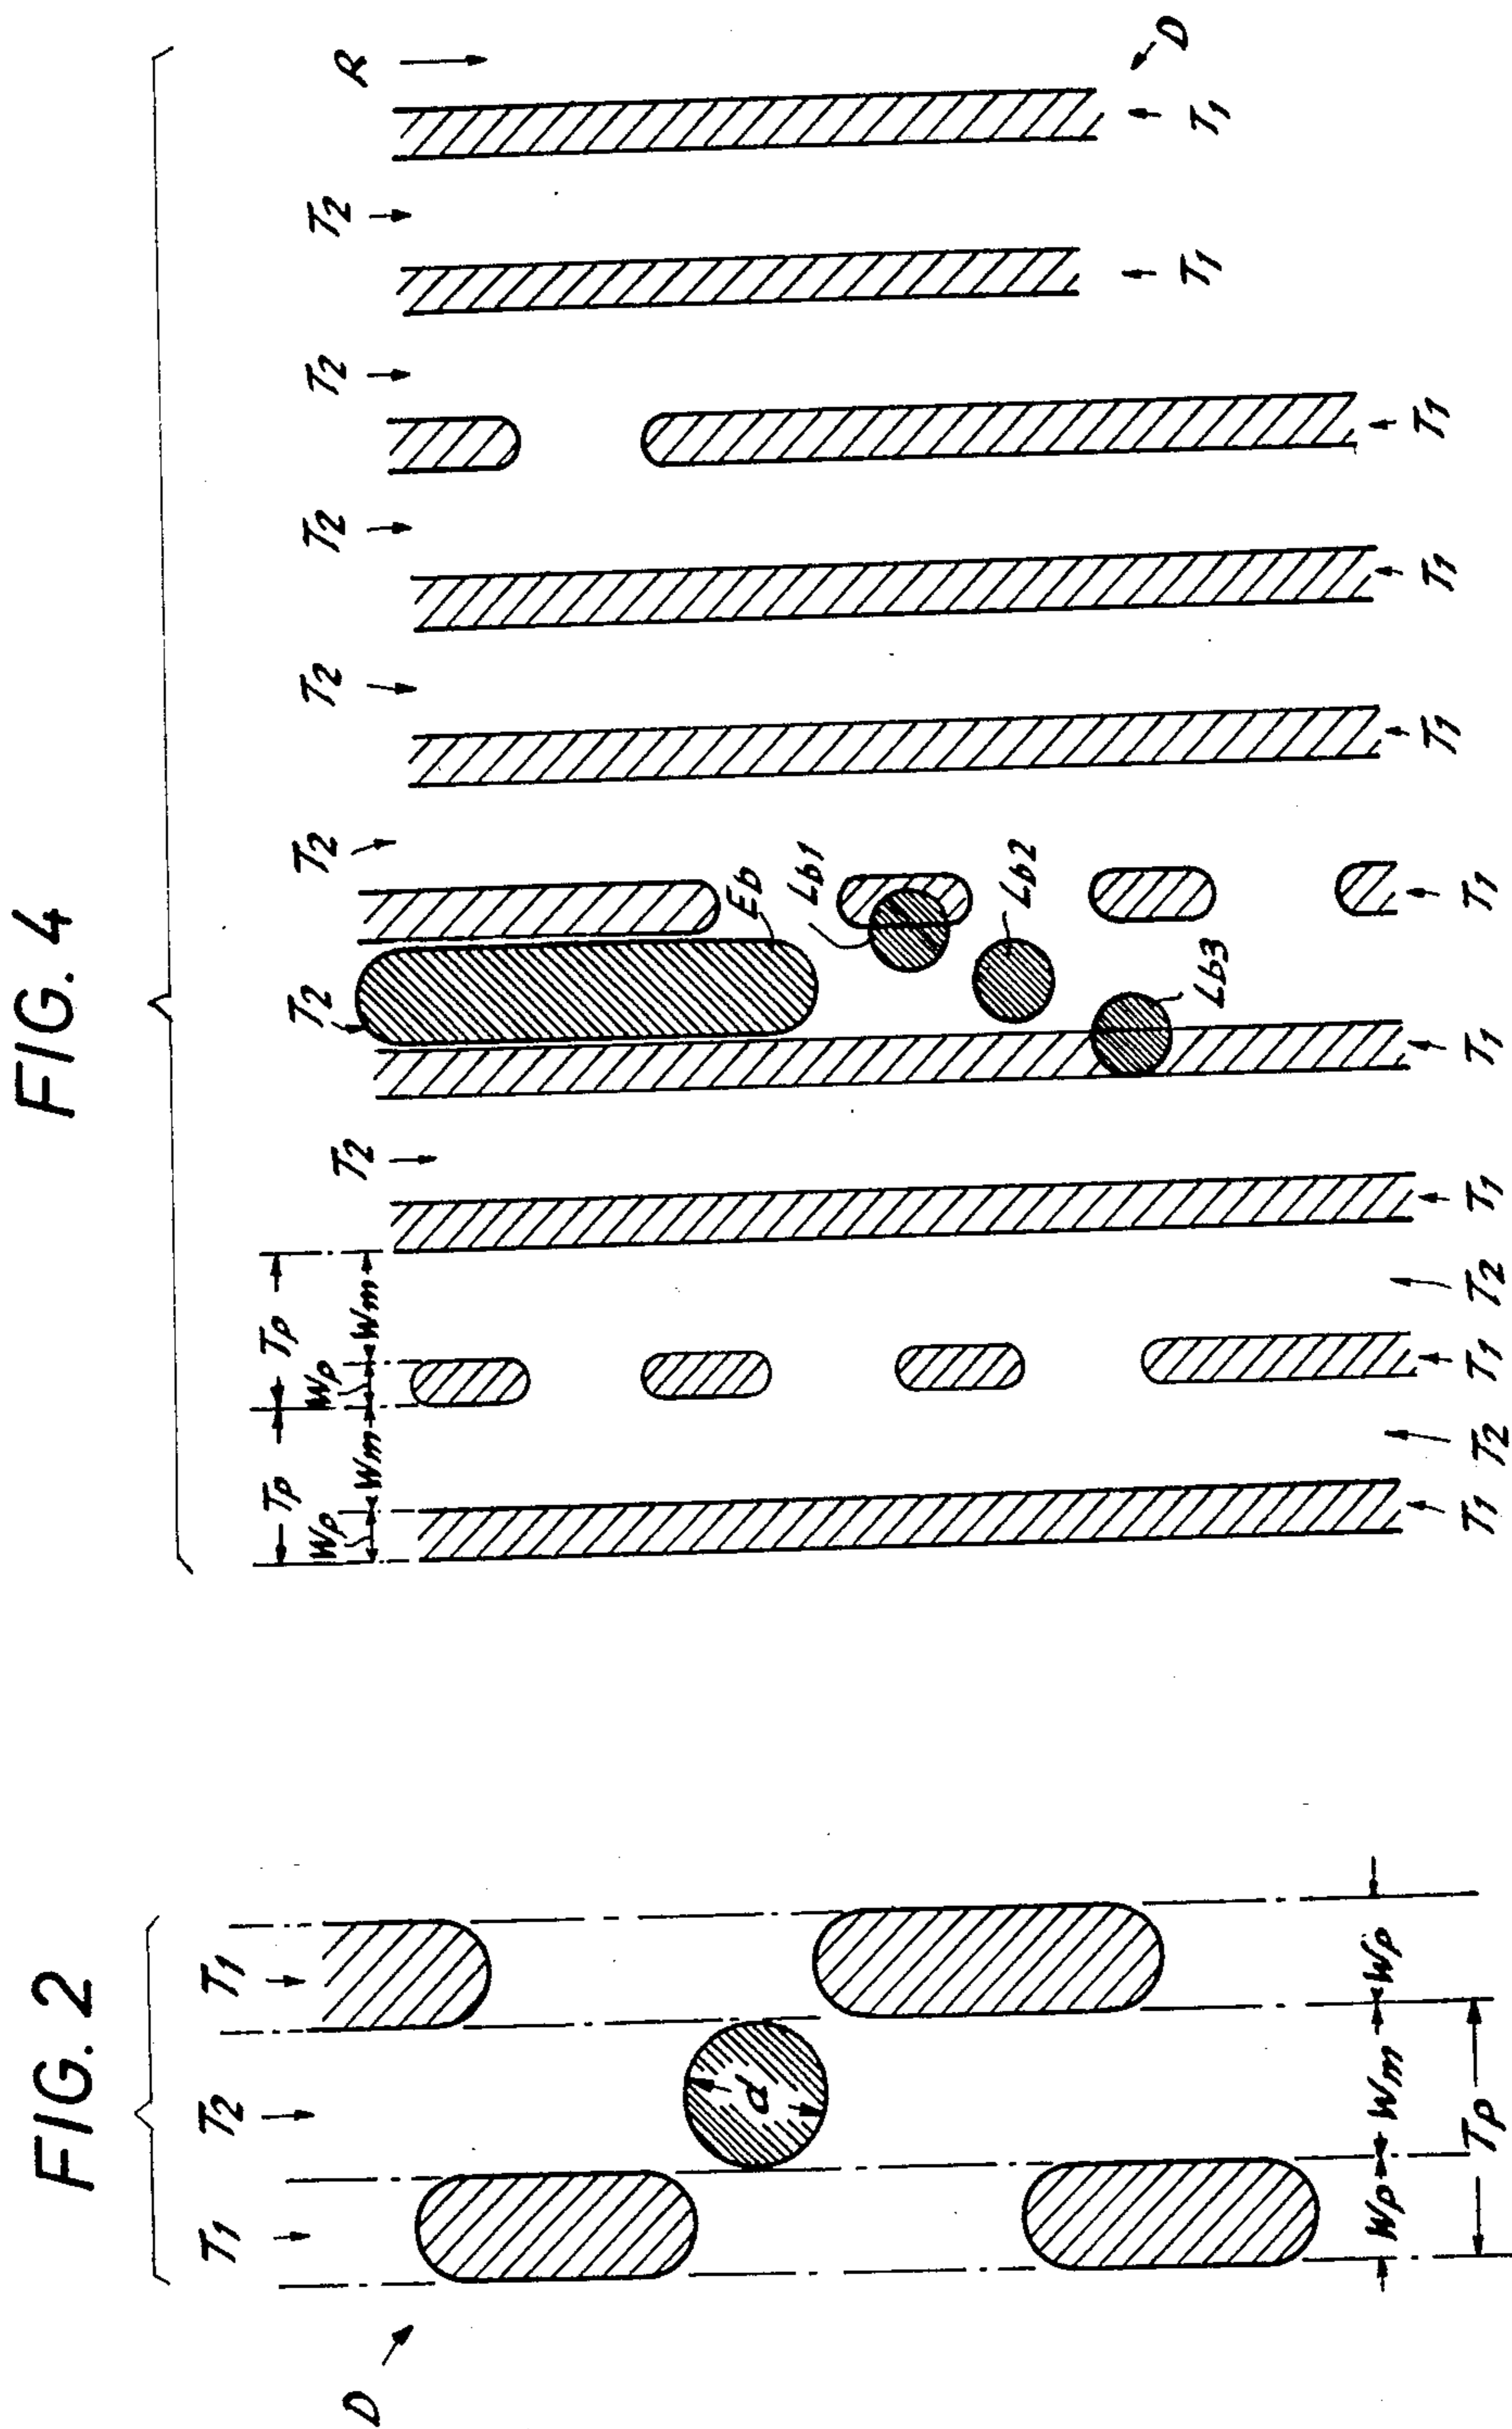 FIG. 4
R
T2 T2 T2 T2 T2 T2 T2
D
T1 T1 T1 T1 T1 T1 T1 T1 T1 T1
Eb
Lb1
Lb2
Lb3
Tp Tp
Wp Wm Wp Wm
T2 T2
FIG. 2
T1 T2 T1
D
d
Wp Wm Wp
Tp